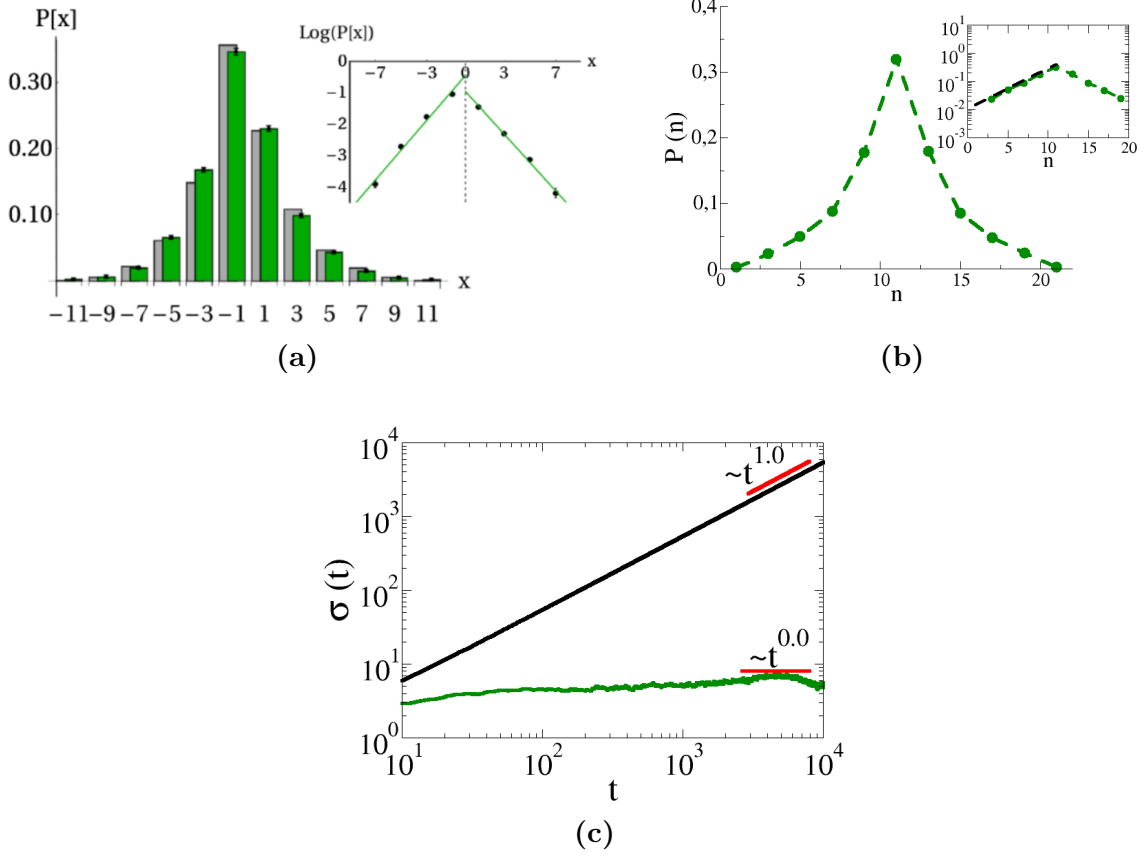 P[x]
0.30
0.20
0.10
−11 −9 −7 −5 −3 −1 1 3 5 7 9 11
x
Log(P[x])
0
−7 −3 0 3 7
x
−1
−2
−3
−4
(a)
0,4
0,3
0,2
0,1
0
P (n)
0 5 10 15 20
n
10^1
10^0
10^-1
10^-2
10^-3
0 5 10 15 20
n
(b)
10^4
10^3
10^2
10^1
10^0
σ (t)
~t^1.0
~t^0.0
10^1 10^2 10^3 10^4
t
(c)